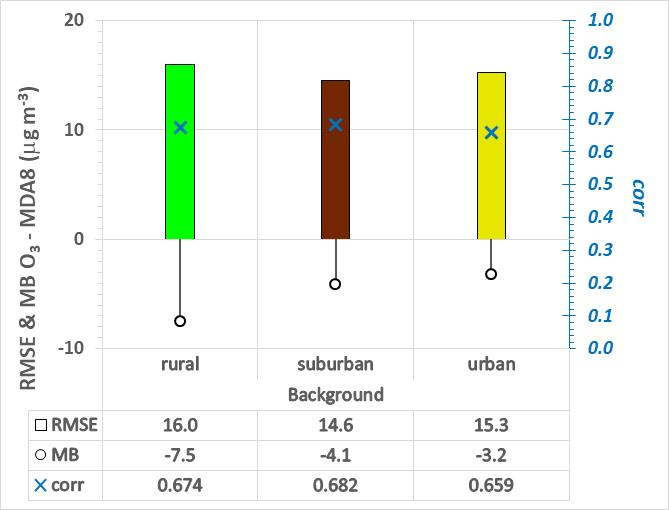 20
10
0
-10
RMSE & MB O3 - MDA8 (µg m-3)
1.0
0.9
0.8
0.7
0.6
0.5
0.4
0.3
0.2
0.1
0.0
corr
rural suburban urban
Background
RMSE 16.0 14.6 15.3
MB -7.5 -4.1 -3.2
corr 0.674 0.682 0.659